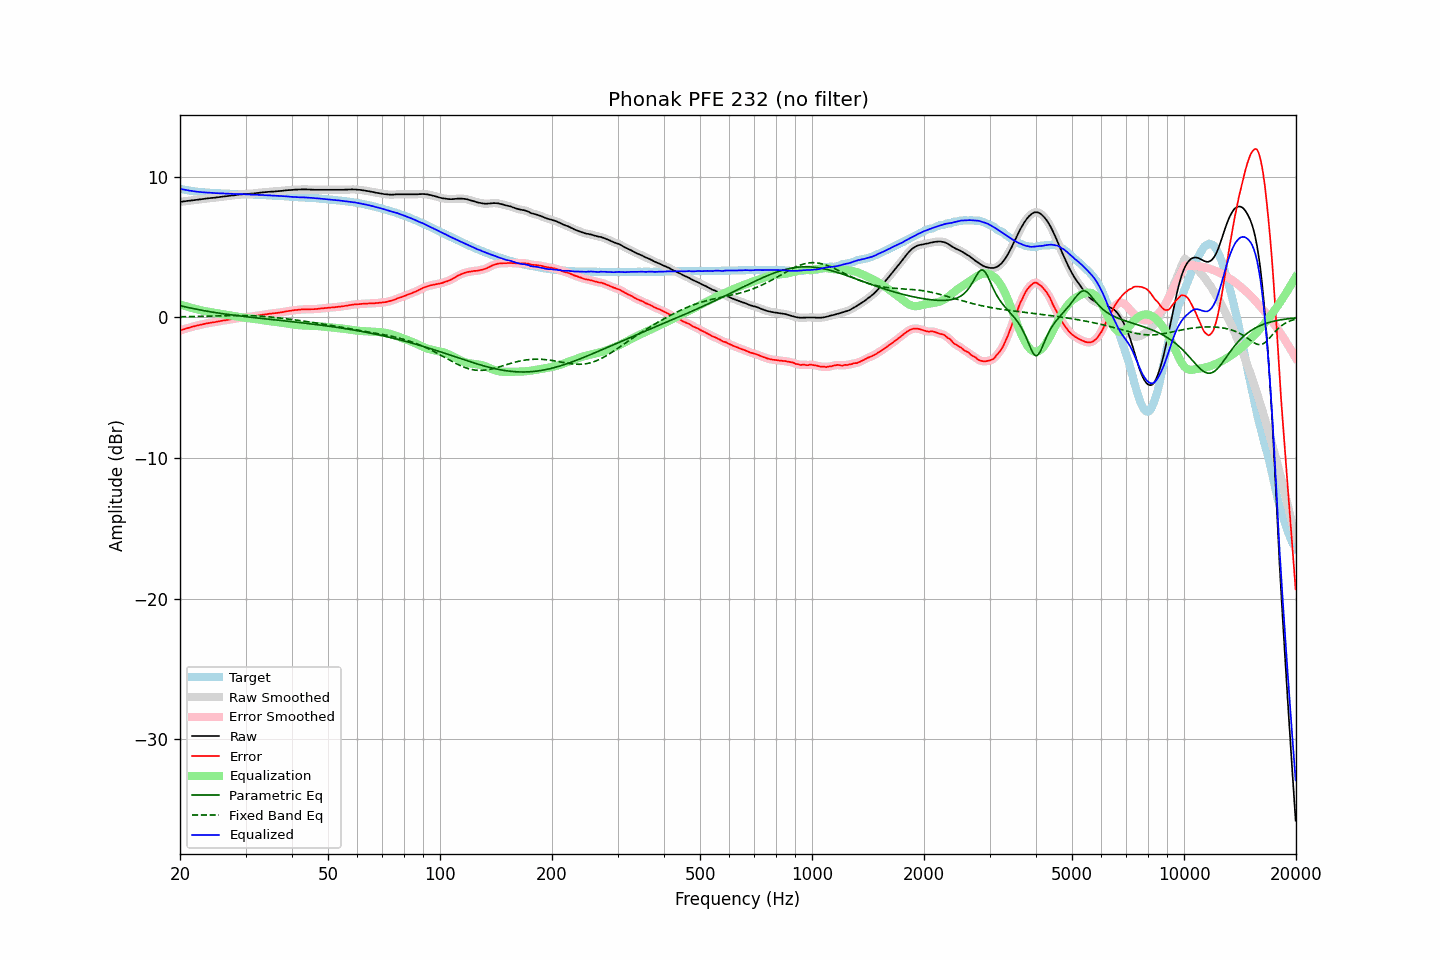 Phonak PFE 232 (no filter)
10
0
−10
−20
−30
Amplitude (dBr)
Target
Raw Smoothed
Error Smoothed
Raw
Error
Equalization
Parametric Eq
Fixed Band Eq
Equalized
20 50 100 200 500 1000 2000 5000 10000 20000
Frequency (Hz)